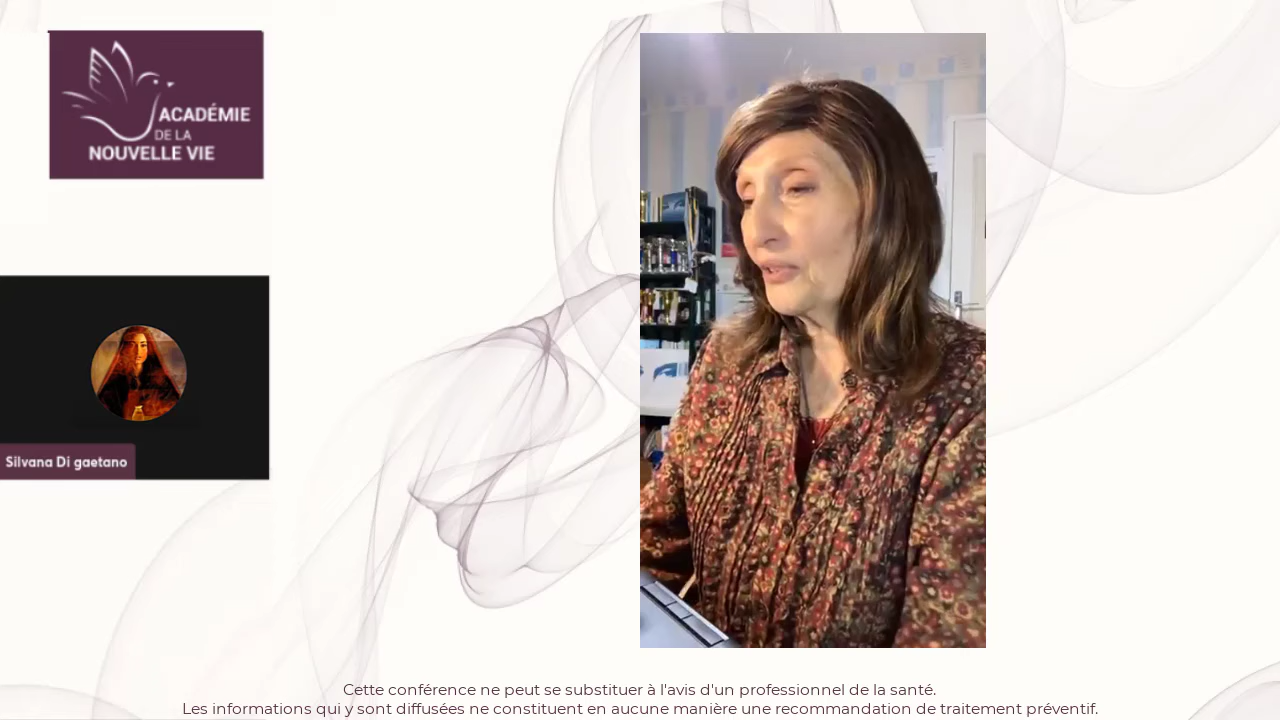 ACADÉMIE
DE LA
NOUVELLE VIE
Silvana Di gaetano
Cette conférence ne peut se substituer à l'avis d'un professionnel de la santé.
Les informations qui y sont diffusées ne constituent en aucune manière une recommandation de traitement préventif.